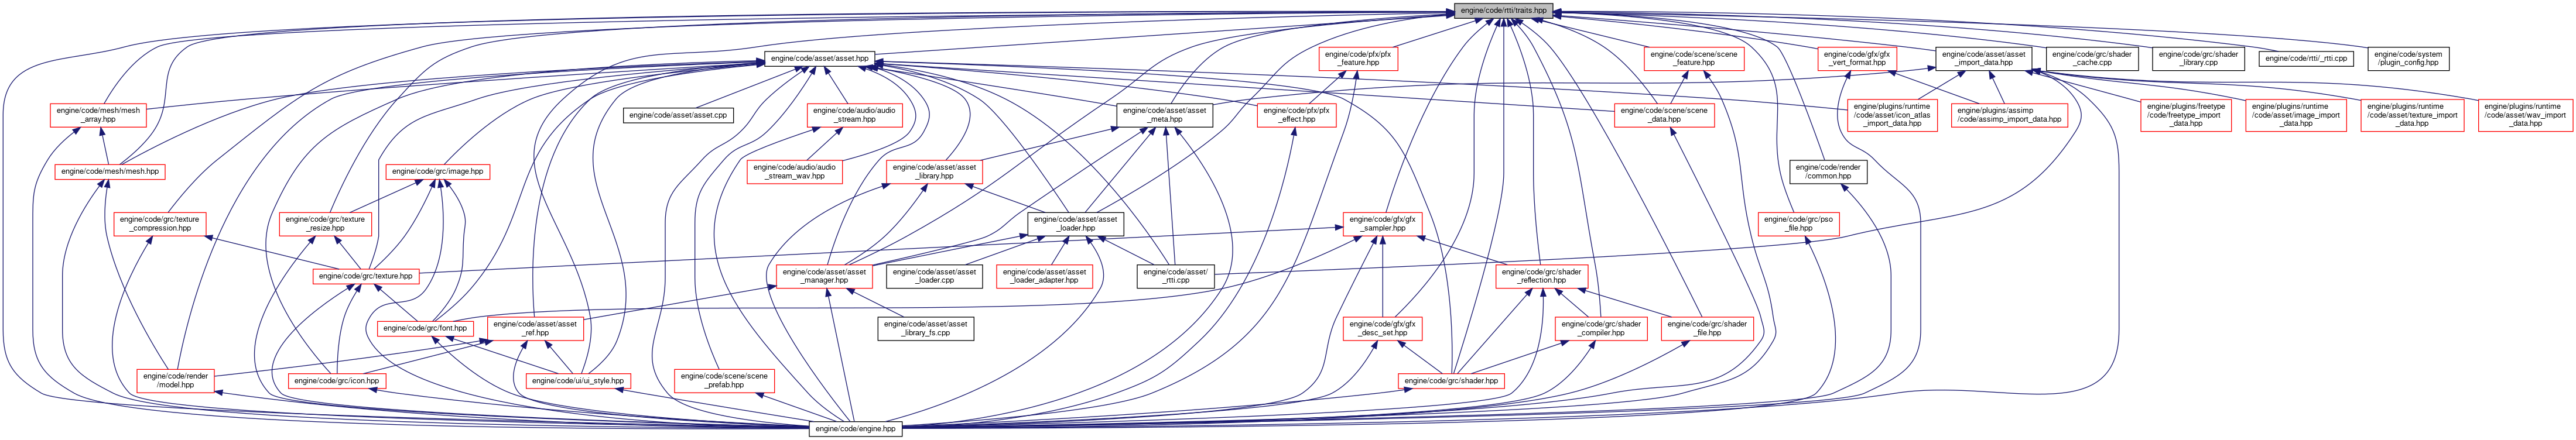 engine/code/rtti/traits.hpp
engine/code/asset/asset.hpp
engine/code/pfx/pfx
_feature.hpp
engine/code/scene/scene
_feature.hpp
engine/code/gfx/gfx
_vert_format.hpp
engine/code/asset/asset
_import_data.hpp
engine/code/grc/shader
_cache.cpp
engine/code/grc/shader
_library.cpp
engine/code/rtti/_rtti.cpp
engine/code/system
/plugin_config.hpp
engine/code/mesh/mesh
_array.hpp
engine/code/asset/asset.cpp
engine/code/audio/audio
_stream.hpp
engine/code/asset/asset
_meta.hpp
engine/code/pfx/pfx
_effect.hpp
engine/code/scene/scene
_data.hpp
engine/plugins/runtime
/code/asset/icon_atlas
_import_data.hpp
engine/plugins/assimp
/code/assimp_import_data.hpp
engine/plugins/freetype
/code/freetype_import
_data.hpp
engine/plugins/runtime
/code/asset/image_import
_data.hpp
engine/plugins/runtime
/code/asset/texture_import
_data.hpp
engine/plugins/runtime
/code/asset/wav_import
_data.hpp
engine/code/mesh/mesh.hpp
engine/code/grc/image.hpp
engine/code/audio/audio
_stream_wav.hpp
engine/code/asset/asset
_library.hpp
engine/code/render
/common.hpp
engine/code/grc/texture
_compression.hpp
engine/code/grc/texture
_resize.hpp
engine/code/asset/asset
_loader.hpp
engine/code/gfx/gfx
_sampler.hpp
engine/code/grc/pso
_file.hpp
engine/code/grc/texture.hpp
engine/code/asset/asset
_manager.hpp
engine/code/asset/asset
_loader.cpp
engine/code/asset/asset
_loader_adapter.hpp
engine/code/asset/
_rtti.cpp
engine/code/grc/shader
_reflection.hpp
engine/code/grc/font.hpp
engine/code/asset/asset
_ref.hpp
engine/code/asset/asset
_library_fs.cpp
engine/code/gfx/gfx
_desc_set.hpp
engine/code/grc/shader
_compiler.hpp
engine/code/grc/shader
_file.hpp
engine/code/render
/model.hpp
engine/code/grc/icon.hpp
engine/code/ui/ui_style.hpp
engine/code/scene/scene
_prefab.hpp
engine/code/grc/shader.hpp
engine/code/engine.hpp